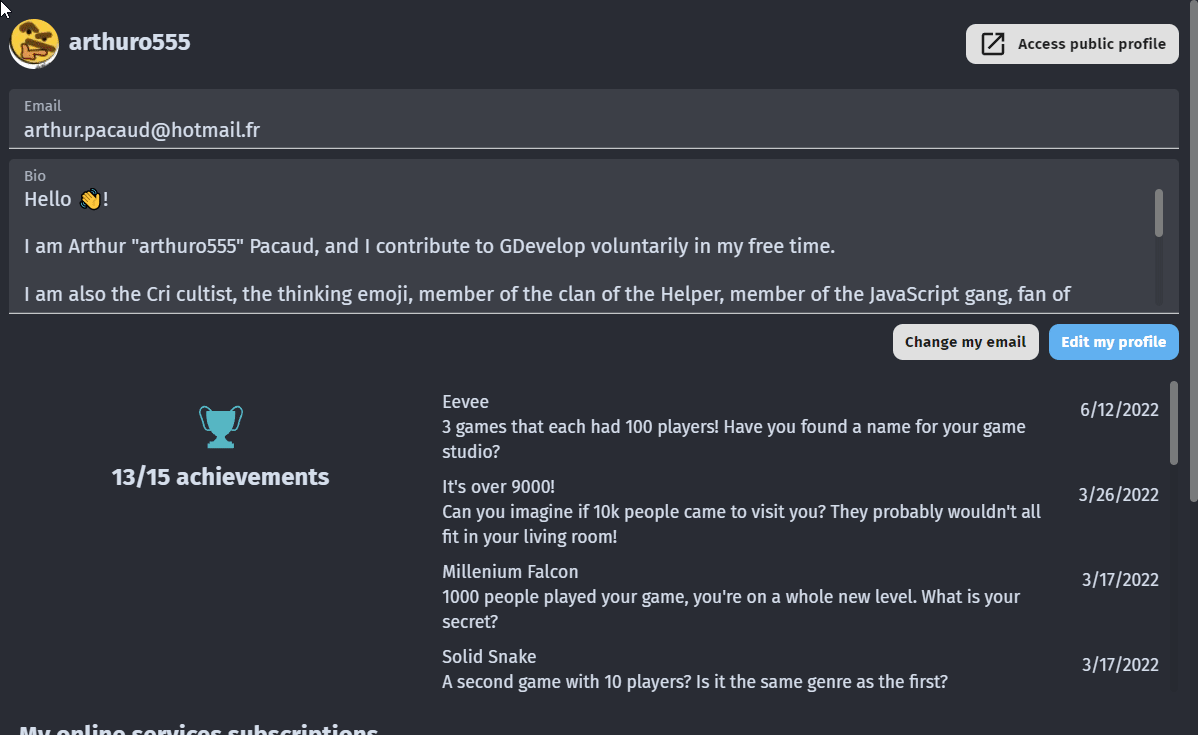 arthuro555
Access public profile
Email
arthur.pacaud@hotmail.fr
Bio
Hello 👋!
I am Arthur "arthuro555" Pacaud, and I contribute to GDevelop voluntarily in my free time.
I am also the Cri cultist, the thinking emoji, member of the clan of the Helper, member of the JavaScript gang, fan of
Change my email
Edit my profile
13/15 achievements
Eevee
6/12/2022
3 games that each had 100 players! Have you found a name for your game
studio?
It's over 9000!
3/26/2022
Can you imagine if 10k people came to visit you? They probably wouldn't all
fit in your living room!
Millenium Falcon
3/17/2022
1000 people played your game, you're on a whole new level. What is your
secret?
Solid Snake
3/17/2022
A second game with 10 players? Is it the same genre as the first?
My online services subscriptions